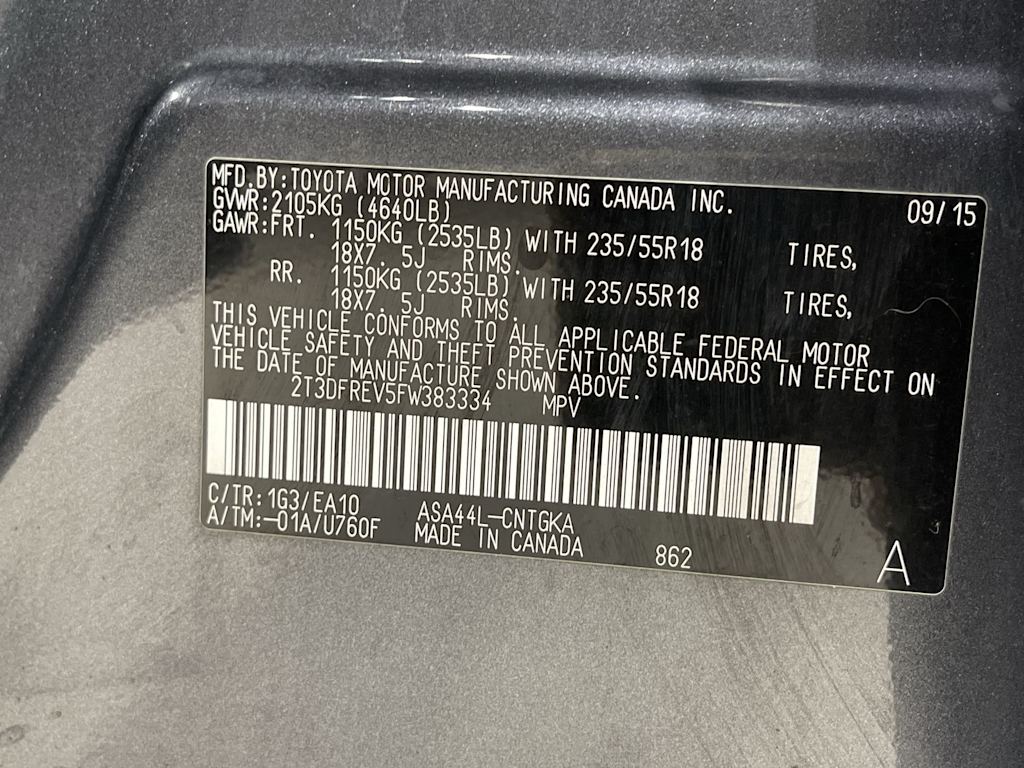 MFD.BY:TOYOTA MOTOR MANUFACTURING CANADA INC. 09/15
GVWR:2105KG (4640LB)
GAWR:FRT. 1150KG (2535LB) WITH 235/55R18 TIRES,
18X7. 5J RIMS.
RR. 1150KG (2535LB) WITH 235/55R18 TIRES,
18X7. 5J RIMS.
THIS VEHICLE CONFORMS TO ALL APPLICABLE FEDERAL MOTOR
VEHICLE SAFETY AND THEFT PREVENTION STANDARDS IN EFFECT ON
THE DATE OF MANUFACTURE SHOWN ABOVE.
2T3DFREV5FW383334 MPV
C/TR:1G3/EA10 ASA44L-CNTGKA
A/TM:-01A/U760F MADE IN CANADA 862 A